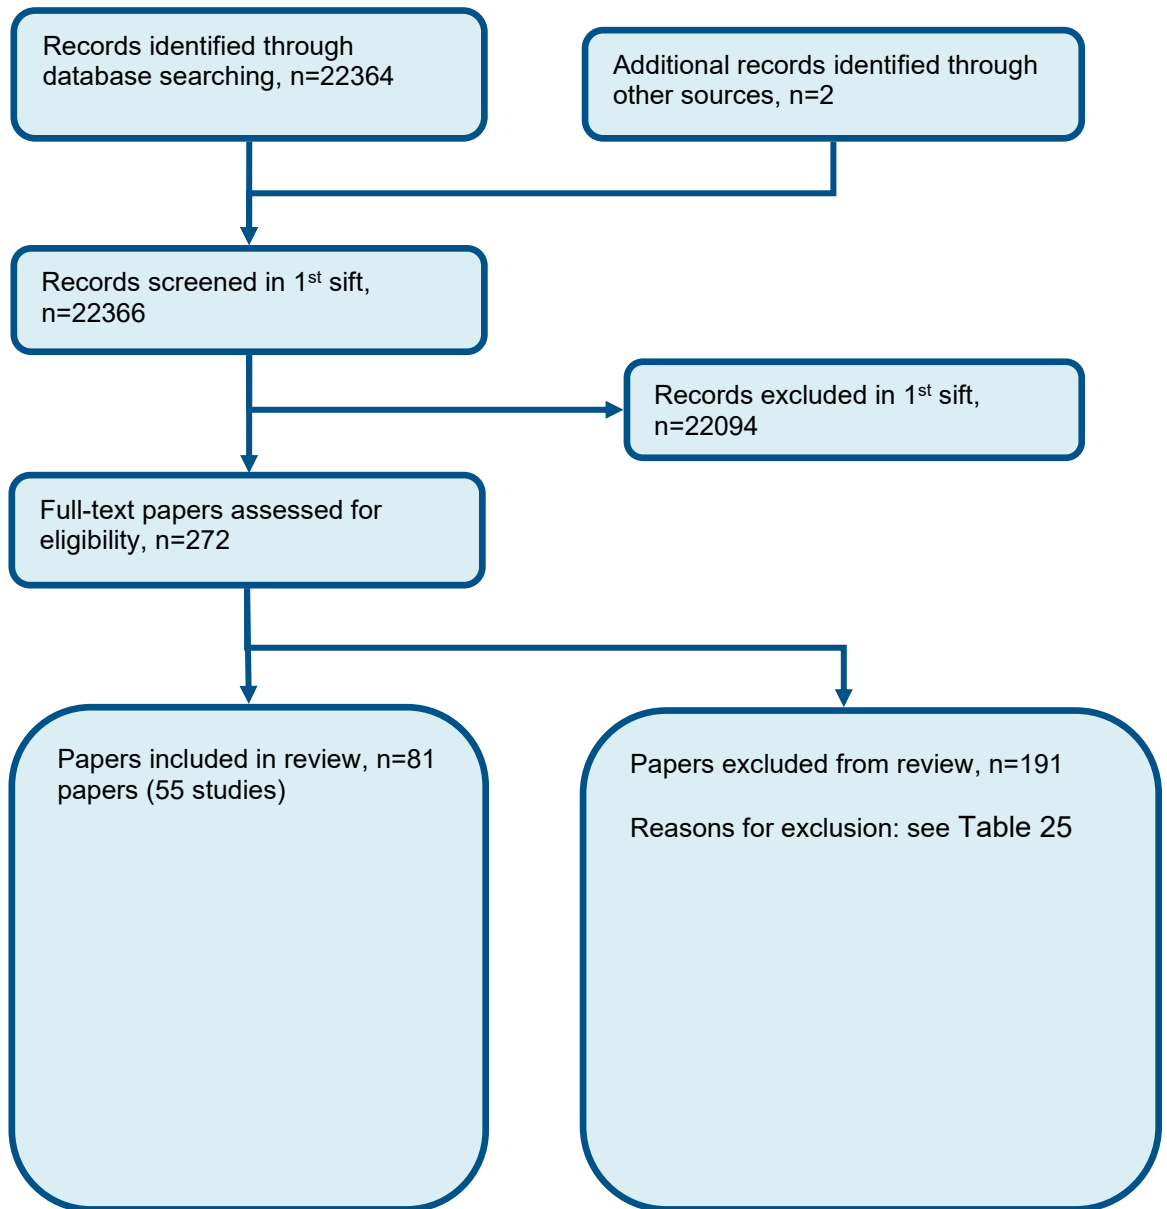 Records identified through
database searching, n=22364
Additional records identified through
other sources, n=2
Records screened in 1st sift,
n=22366
Records excluded in 1st sift,
n=22094
Full-text papers assessed for
eligibility, n=272
Papers included in review, n=81
papers (55 studies)
Papers excluded from review, n=191
Reasons for exclusion: see Table 25